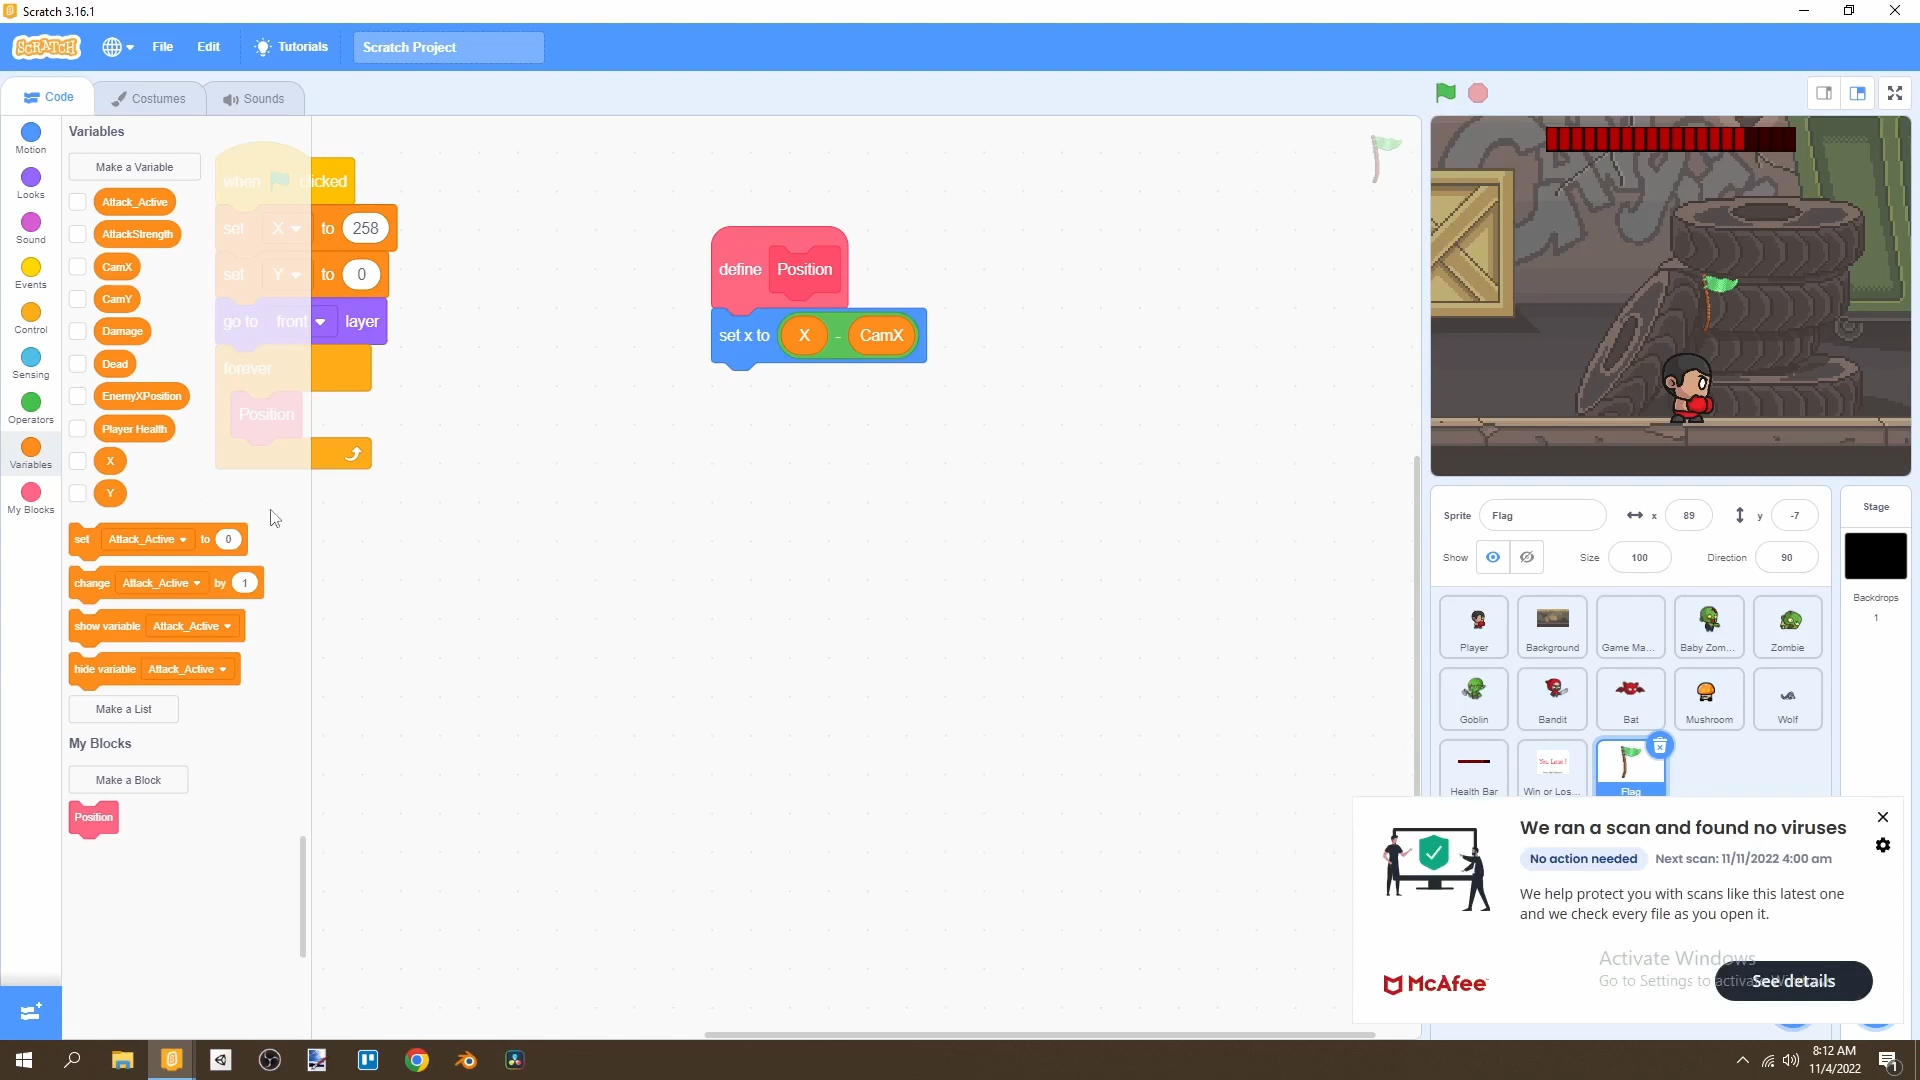 Scratch 3.16.1
SCRATCH
File
Edit
Tutorials
Scratch Project
Code
Costumes
Sounds
Motion
Looks
Sound
Events
Control
Sensing
Operators
Variables
My Blocks
Variables
Make a Variable
Attack_Active
AttackStrength
CamX
CamY
Damage
Dead
EnemyXPosition
Player Health
X
Y
set Attack_Active to 0
change Attack_Active by 1
show variable Attack_Active
hide variable Attack_Active
Make a List
My Blocks
Make a Block
Position
when clicked
set X to 258
set Y to 0
go to front layer
forever
Position
define Position
set x to X - CamX
Sprite Flag x 89 y -7
Show Size 100 Direction 90
Stage
Backdrops
1
Player
Background
Game Ma...
Baby Zom...
Zombie
Goblin
Bandit
Bat
Mushroom
Wolf
Health Bar
Win or Los...
Flag
You Lose !
We ran a scan and found no viruses
No action needed Next scan: 11/11/2022 4:00 am
We help protect you with scans like this latest one
and we check every file as you open it.
McAfee
See details
Activate Windows
Go to Settings to activate Windows.
8:12 AM
11/4/2022
1